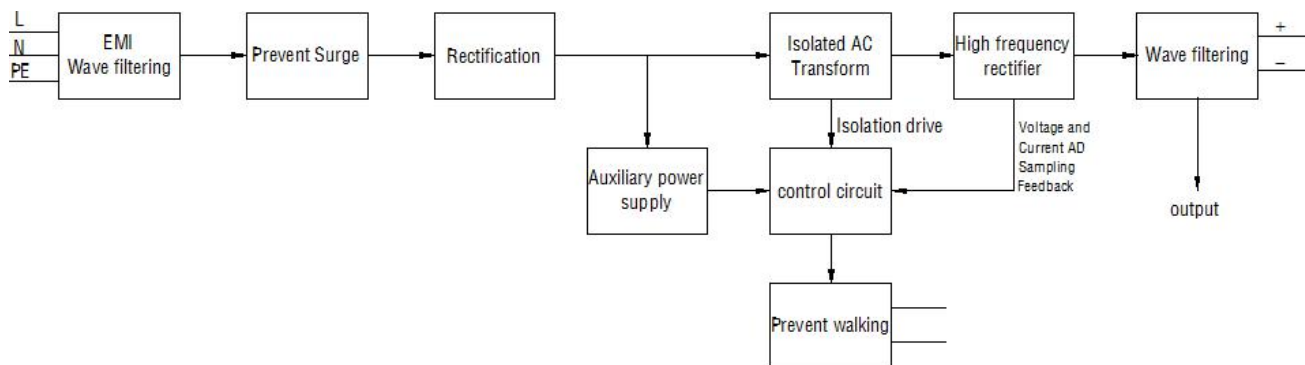 L
N
PE
EMI
Wave filtering
Prevent Surge
Rectification
Isolated AC
Transform
High frequency
rectifier
Wave filtering
+
−
Isolation drive
Voltage and
Current AD
Sampling
Feedback
Auxiliary power
supply
control circuit
output
Prevent walking